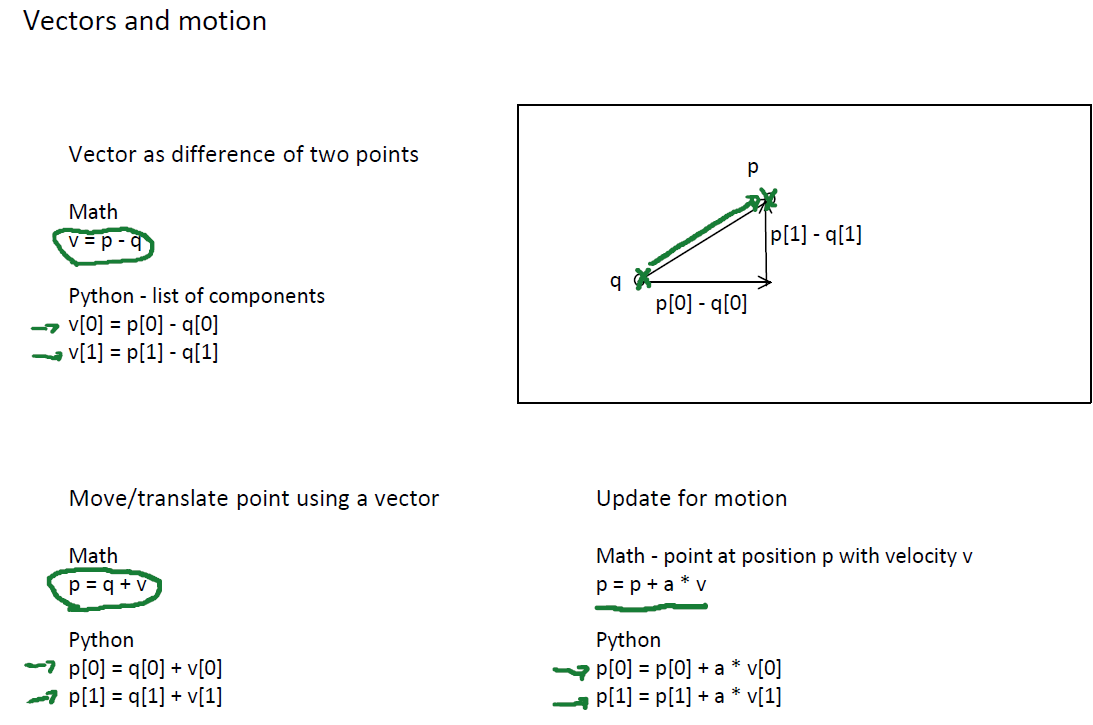 Vectors and motion
Vector as difference of two points
Math
v = p - q
Python - list of components
v[0] = p[0] - q[0]
v[1] = p[1] - q[1]
p
p[1] - q[1]
q
p[0] - q[0]
Move/translate point using a vector
Math
p = q + v
Python
p[0] = q[0] + v[0]
p[1] = q[1] + v[1]
Update for motion
Math - point at position p with velocity v
p = p + a * v
Python
p[0] = p[0] + a * v[0]
p[1] = p[1] + a * v[1]